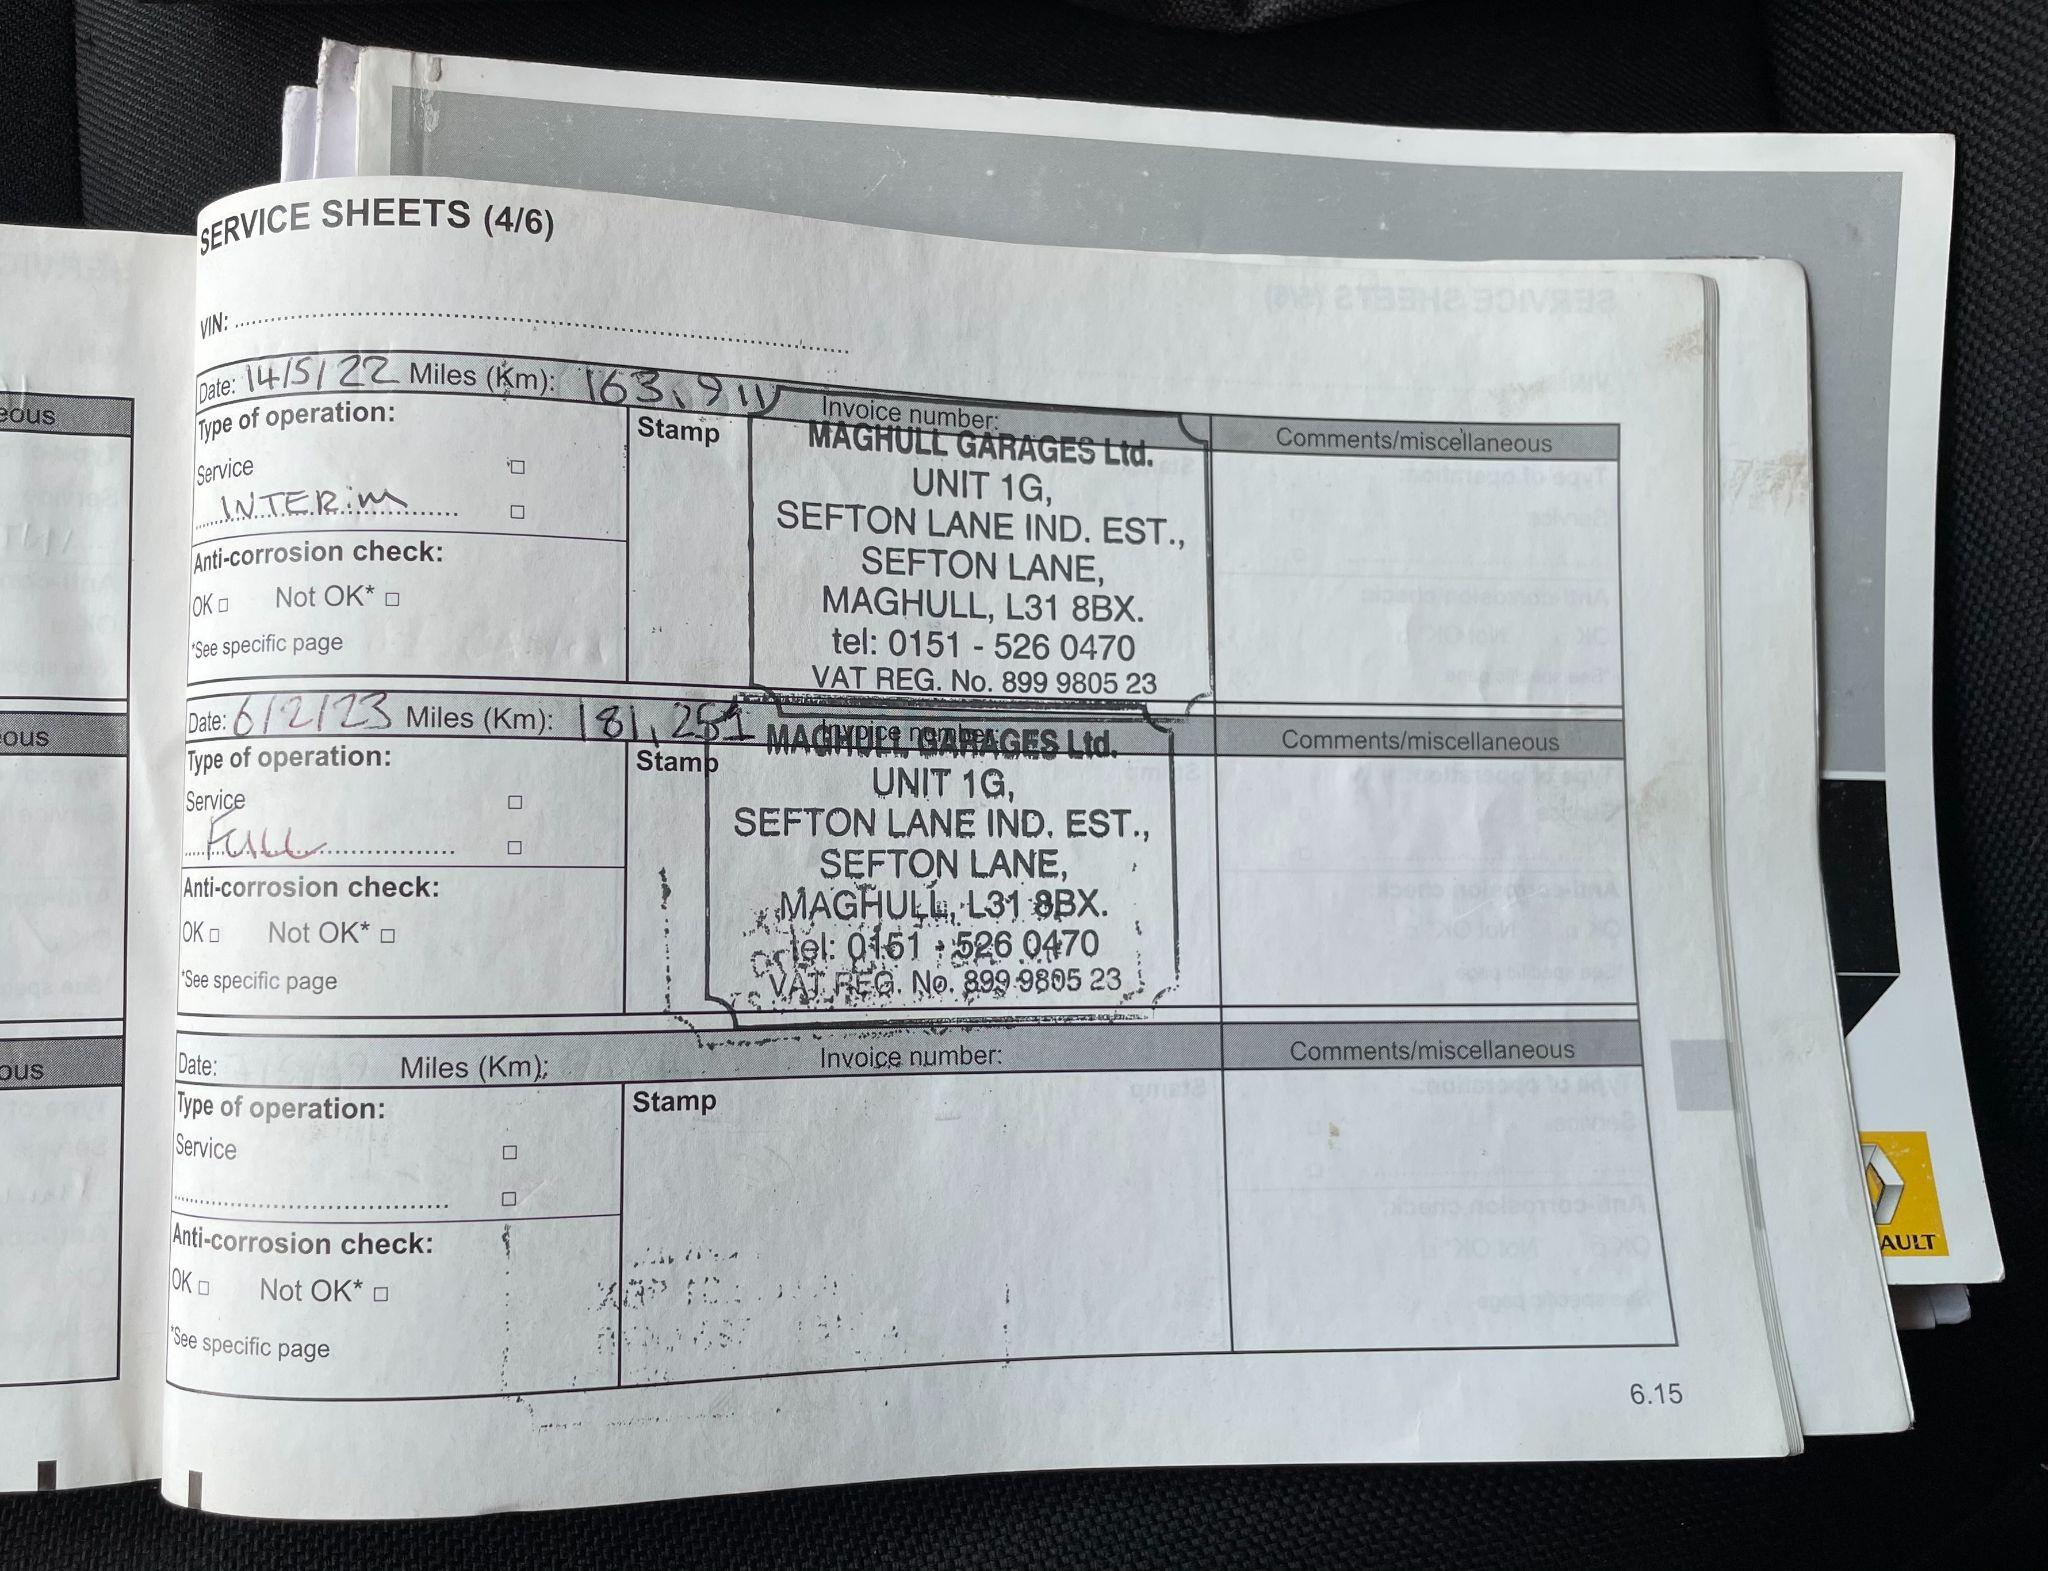 SERVICE SHEETS (4/6)
VIN:
Date: 14/5/22 Miles (Km): 163,911 Invoice number:
Type of operation:
Service
INTERim
Anti-corrosion check:
OK Not OK*
*See specific page
Stamp
MAGHULL GARAGES Ltd.
UNIT 1G,
SEFTON LANE IND. EST.,
SEFTON LANE,
MAGHULL, L31 8BX.
tel: 0151 - 526 0470
VAT REG. No. 899 9805 23
Comments/miscellaneous
Date: 6/2/23 Miles (Km): 181,251 Invoice number:
Type of operation:
Service
FULL
Anti-corrosion check:
OK Not OK*
*See specific page
Stamp
MAGHULL GARAGES Ltd.
UNIT 1G,
SEFTON LANE IND. EST.,
SEFTON LANE,
MAGHULL, L31 8BX.
tel: 0151 - 526 0470
VAT REG. No. 899 9805 23
Comments/miscellaneous
Date: Miles (Km): Invoice number:
Type of operation:
Service
Anti-corrosion check:
OK Not OK*
*See specific page
Stamp
Comments/miscellaneous
6.15
eous
ous
ous
AULT